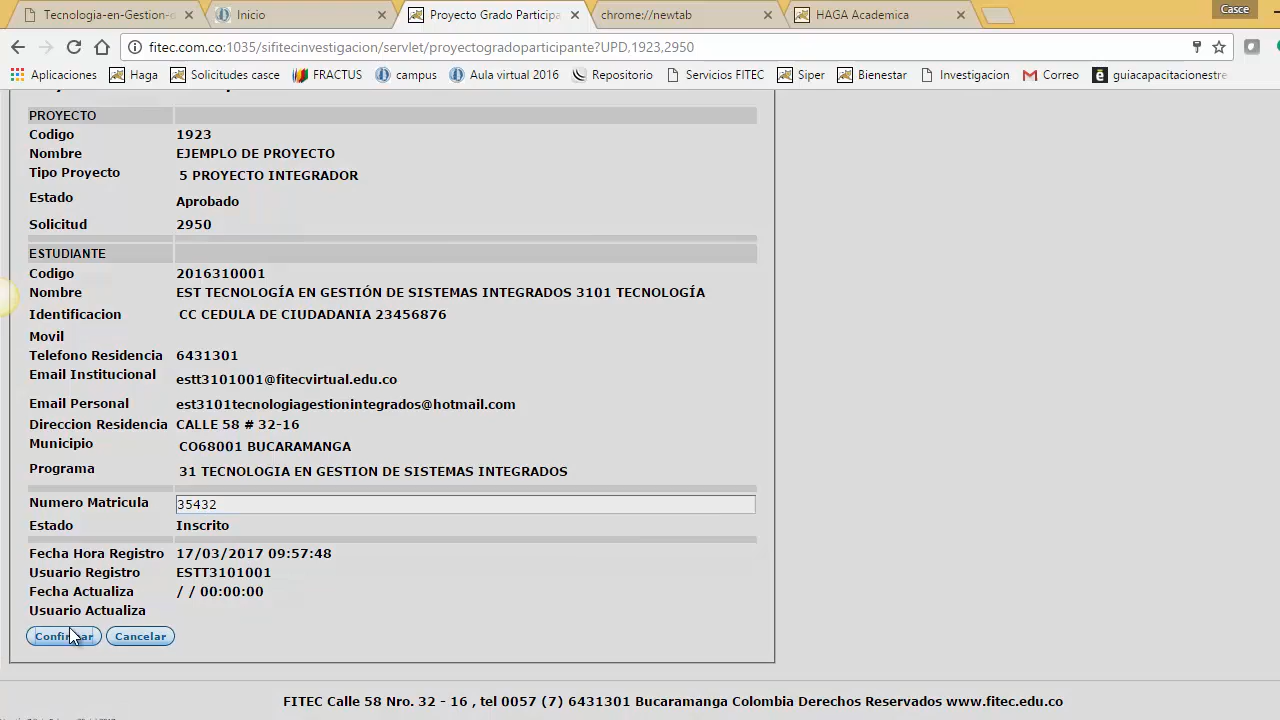 Tecnologia-en-Gestion-d
Inicio
Proyecto Grado Participa
chrome://newtab
HAGA Academica
Casce
fitec.com.co:1035/sifitecinvestigacion/servlet/proyectogradoparticipante?UPD,1923,2950
Aplicaciones
Haga
Solicitudes casce
FRACTUS
Campus
Aula virtual 2016
Repositorio
Servicios FITEC
Siper
Bienestar
Investigacion
Correo
guiacapacitacionestre
PROYECTO
Codigo 1923
Nombre EJEMPLO DE PROYECTO
Tipo Proyecto 5 PROYECTO INTEGRADOR
Estado Aprobado
Solicitud 2950
ESTUDIANTE
Codigo 2016310001
Nombre EST TECNOLOGÍA EN GESTIÓN DE SISTEMAS INTEGRADOS 3101 TECNOLOGÍA
Identificacion CC CEDULA DE CIUDADANIA 23456876
Movil
Telefono Residencia 6431301
Email Institucional estt3101001@fitecvirtual.edu.co
Email Personal est3101tecnologiagestionintegrados@hotmail.com
Direccion Residencia CALLE 58 # 32-16
Municipio CO68001 BUCARAMANGA
Programa 31 TECNOLOGIA EN GESTION DE SISTEMAS INTEGRADOS
Numero Matricula 35432
Estado Inscrito
Fecha Hora Registro 17/03/2017 09:57:48
Usuario Registro ESTT3101001
Fecha Actualiza / / 00:00:00
Usuario Actualiza
Confirmar Cancelar
FITEC Calle 58 Nro. 32 - 16 , tel 0057 (7) 6431301 Bucaramanga Colombia Derechos Reservados www.fitec.edu.co